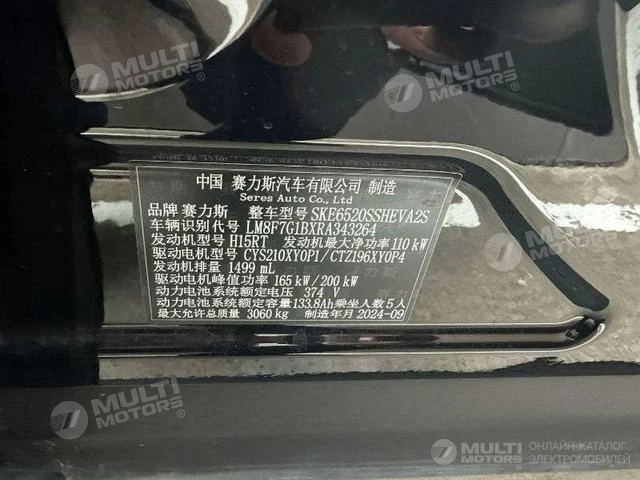 MULTI
MOTORS®
MULTI
MOTORS®
中国 赛力斯汽车有限公司 制造
Seres Auto Co., Ltd
品牌 赛力斯 整车型号 SKE6520SSHEVA2S
车辆识别代号 LM8F7G1BXRA343264
发动机型号 H15RT 发动机最大净功率 110 kW
驱动电机型号 CYS210XY0P1/CTZ196XY0P4
发动机排量 1499 mL
驱动电机峰值功率 165 kW/200 kW
动力电池系统额定电压 374 V
动力电池系统额定容量 133.8Ah 乘坐人数 5人
最大允许总质量 3060 kg 制造年月 2024-09
MULTI
MOTORS®
MULTI
MOTORS®
MULTI
MOTORS
ОНЛАЙН-КАТАЛОГ
ЭЛЕКТРОМОБИЛЕЙ